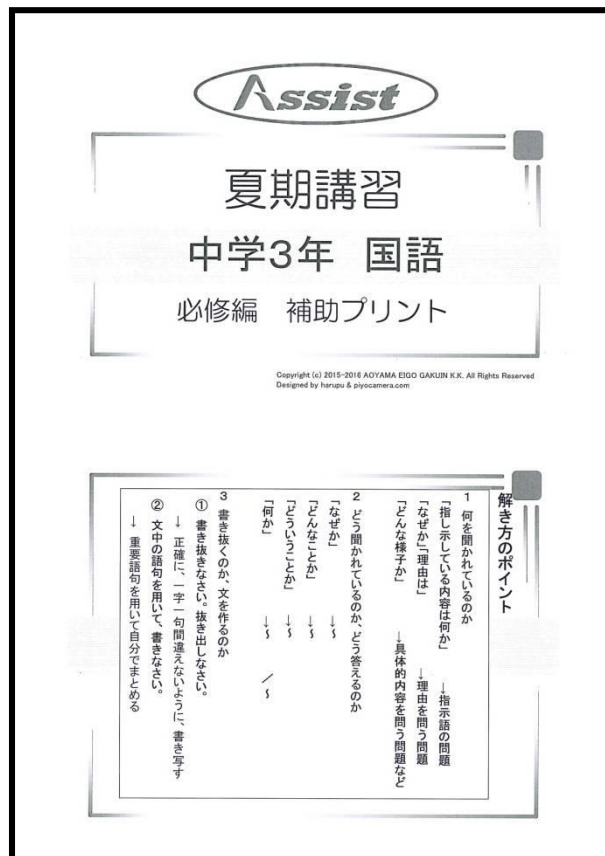 Assist
夏期講習
中学3年 国語
必修編 補助プリント
Copyright (c) 2015-2016 AOYAMA EIGO GAKUIN K.K. All Rights Reserved
Designed by harupu & piyocamera.com
解き方のポイント
1 何を聞かれているのか
「指し示している内容は何か」 →指示語の問題
「なぜか」「理由は」 →理由を問う問題
「どんな様子か」 →具体的内容を問う問題など
2 どう聞かれているのか、どう答えるのか
「なぜか」 →~
「どんなことか」 →~
「どういうことか」 →~
「何か」 →~ /~
3 書き抜くのか、文を作るのか
① 書き抜きなさい。抜き出しなさい。
→ 正確に、一字一句間違えないように、書き写す
② 文中の語句を用いて、書きなさい。
→ 重要語句を用いて自分でまとめる